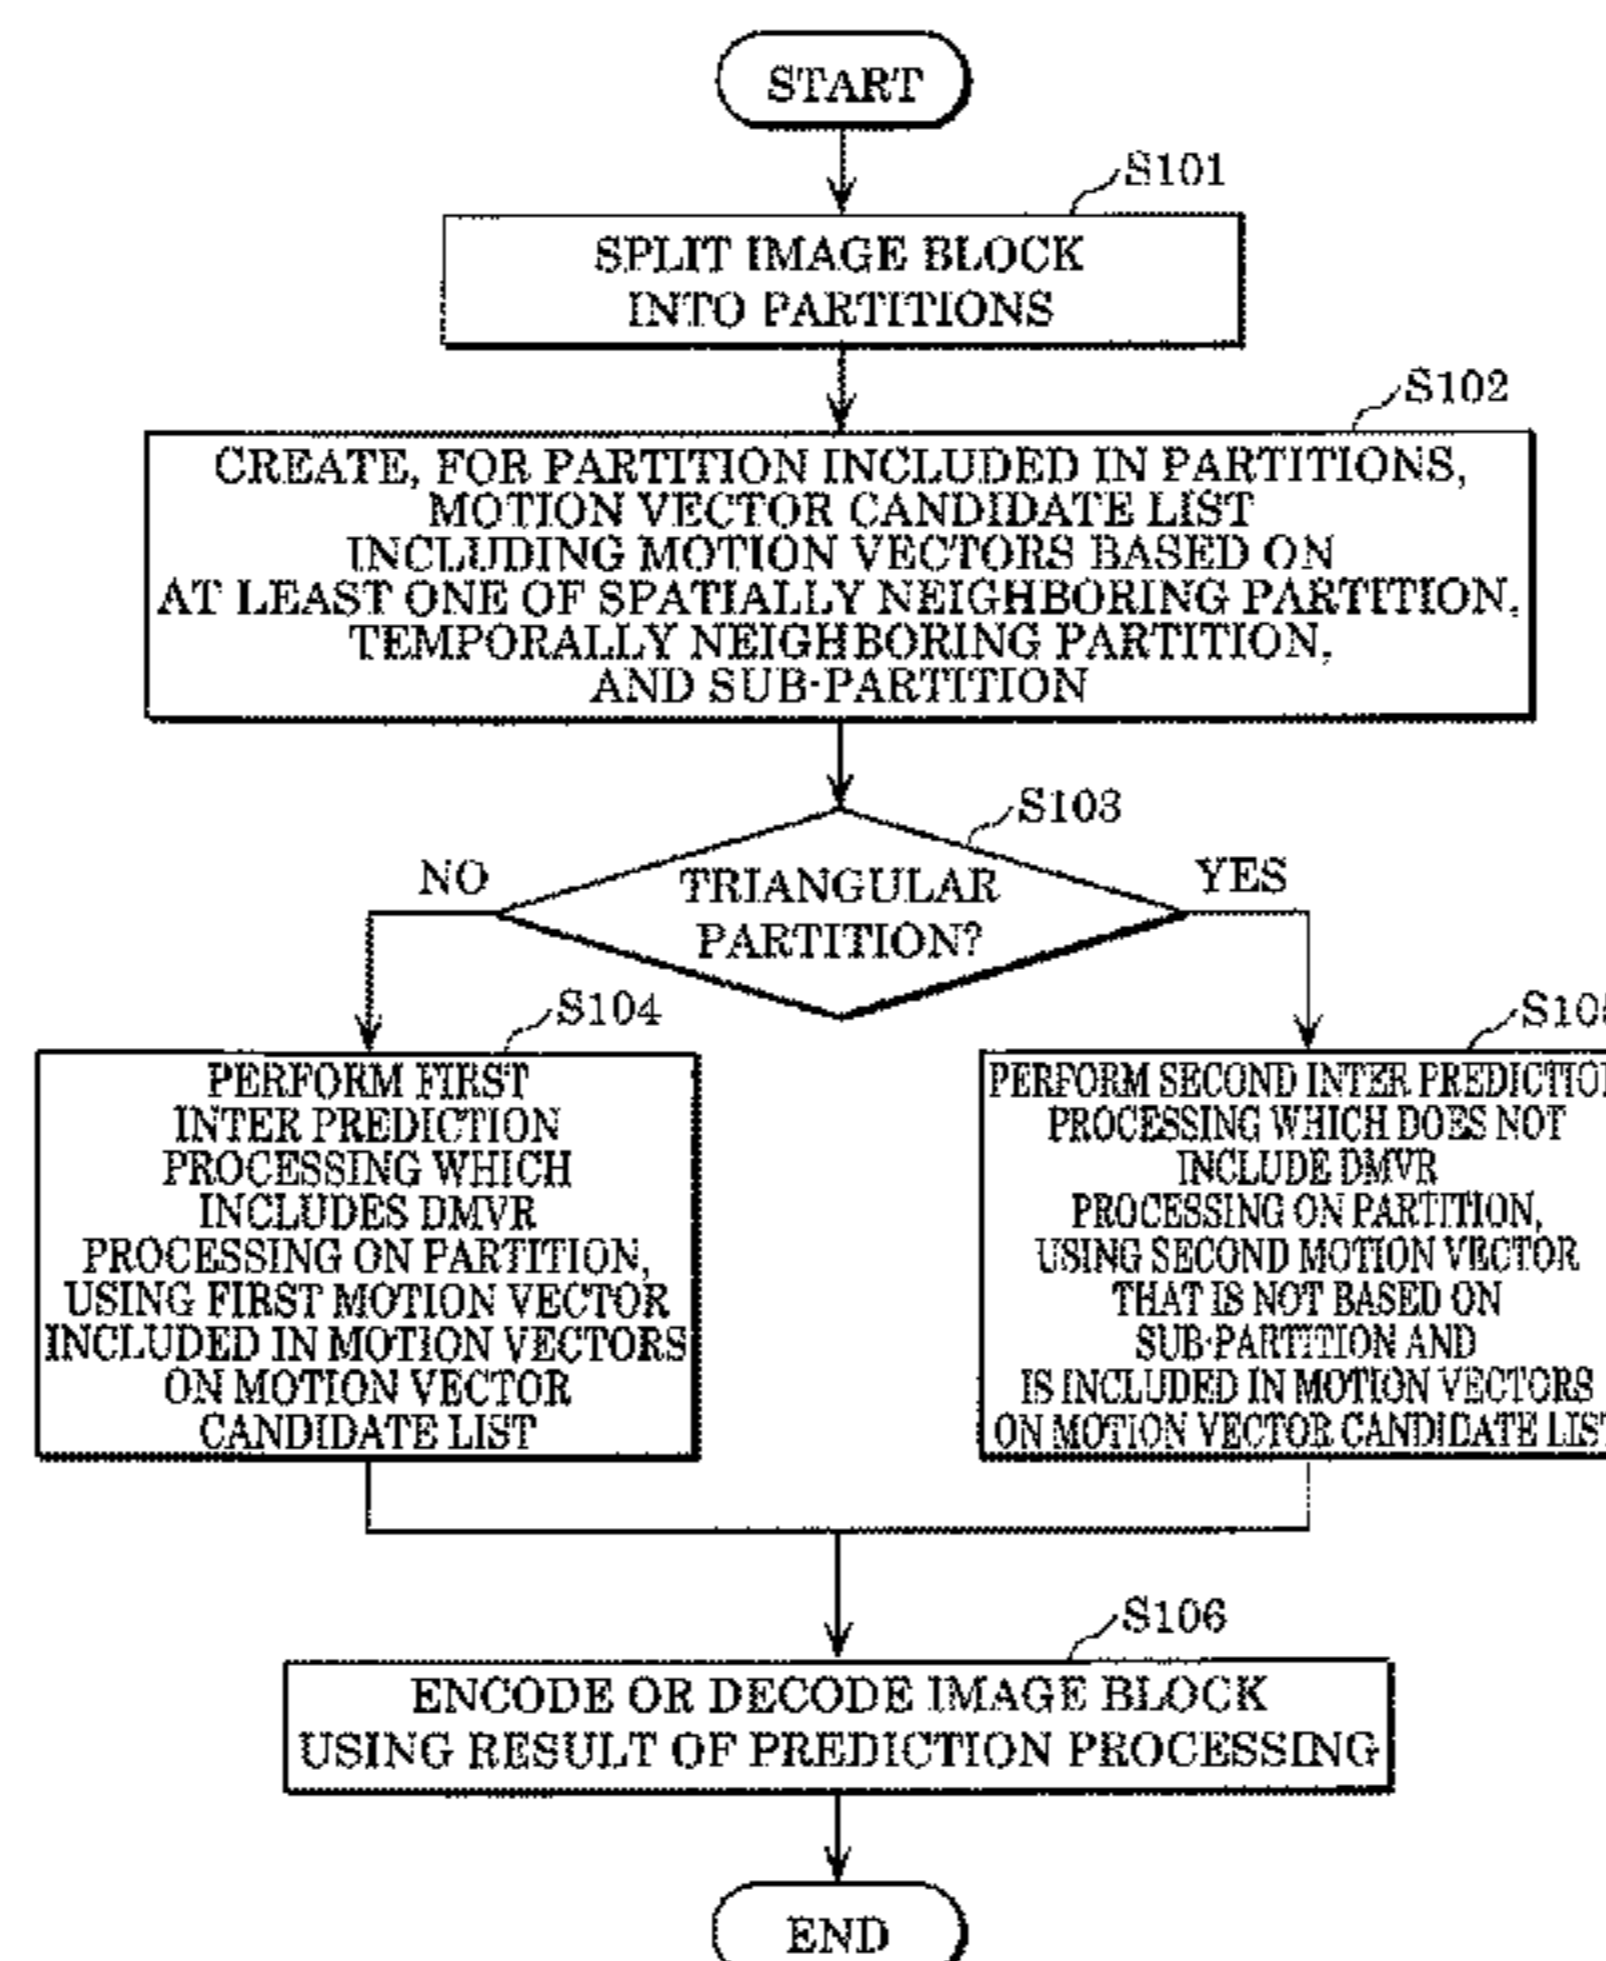 START
S101
SPLIT IMAGE BLOCK
INTO PARTITIONS
S102
CREATE, FOR PARTITION INCLUDED IN PARTITIONS,
MOTION VECTOR CANDIDATE LIST
INCLUDING MOTION VECTORS BASED ON
AT LEAST ONE OF SPATIALLY NEIGHBORING PARTITION,
TEMPORALLY NEIGHBORING PARTITION,
AND SUB-PARTITION
S103
NO
TRIANGULAR
PARTITION?
YES
S104
PERFORM FIRST
INTER PREDICTION
PROCESSING WHICH
INCLUDES DMVR
PROCESSING ON PARTITION,
USING FIRST MOTION VECTOR
INCLUDED IN MOTION VECTORS
ON MOTION VECTOR
CANDIDATE LIST
PERFORM SECOND INTER
PROCESSING WHICH DOES NOT
INCLUDE DMVR
PROCESSING ON PARTITION,
USING SECOND MOTION VECTOR
THAT IS NOT BASED ON
SUB-PARTITION AND
IS INCLUDED IN MOTION VECTORS
ON MOTION VECTOR CANDIDATE LIST
S106
ENCODE OR DECODE IMAGE BLOCK
USING RESULT OF PREDICTION PROCESSING
END